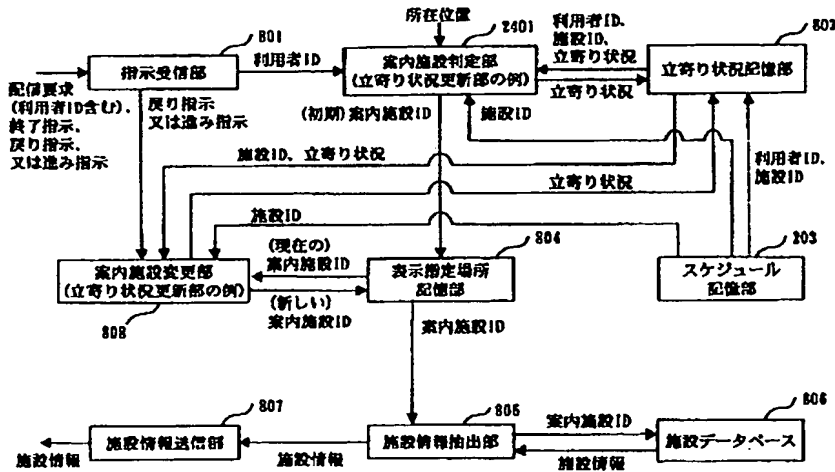 所在位置
801
指示受信部
利用者ID
2401
案内施設判定部
(立寄り状況更新部の例)
利用者ID、
施設ID、
立寄り状況
立寄り状況
802
立寄り状況記憶部
配信要求
(利用者ID含む)、
終了指示、
戻り指示、
又は進み指示
戻り指示
又は進み指示
(初期)案内施設ID
施設ID
施設ID、立寄り状況
立寄り状況
利用者ID、
施設ID
施設ID
案内施設変更部
(立寄り状況更新部の例)
808
(現在の)
案内施設ID
(新しい)
案内施設ID
804
表示指定場所
記憶部
203
スケジュール
記憶部
案内施設ID
807
施設情報送信部
施設情報
施設情報
805
施設情報抽出部
案内施設ID
施設情報
806
施設データベース